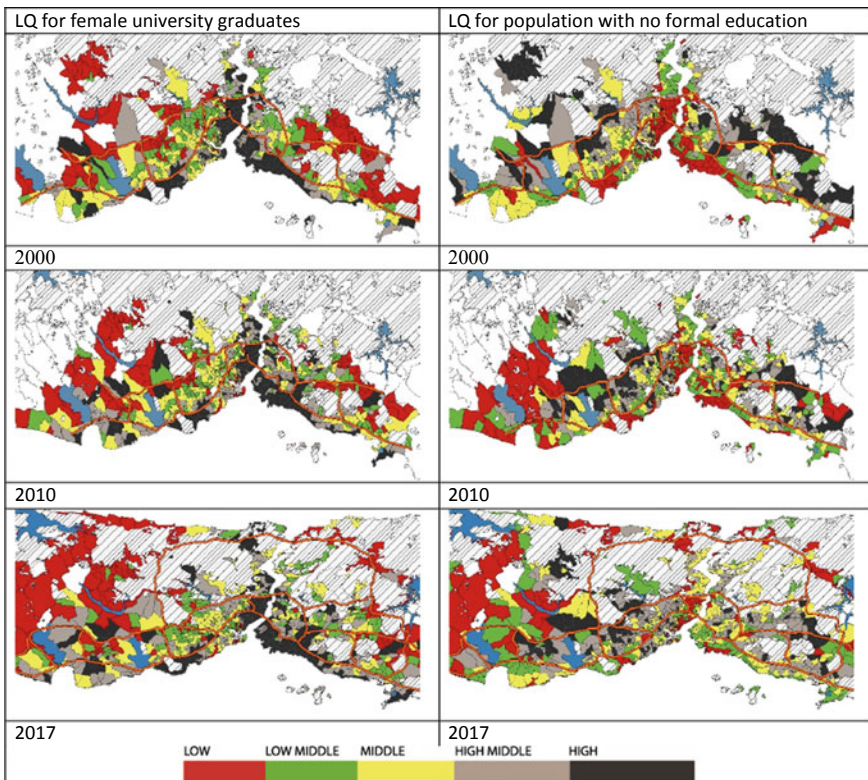 LQ for female university graduates
LQ for population with no formal education
2000
2000
2010
2010
2017
2017
LOW
LOW MIDDLE
MIDDLE
HIGH MIDDLE
HIGH